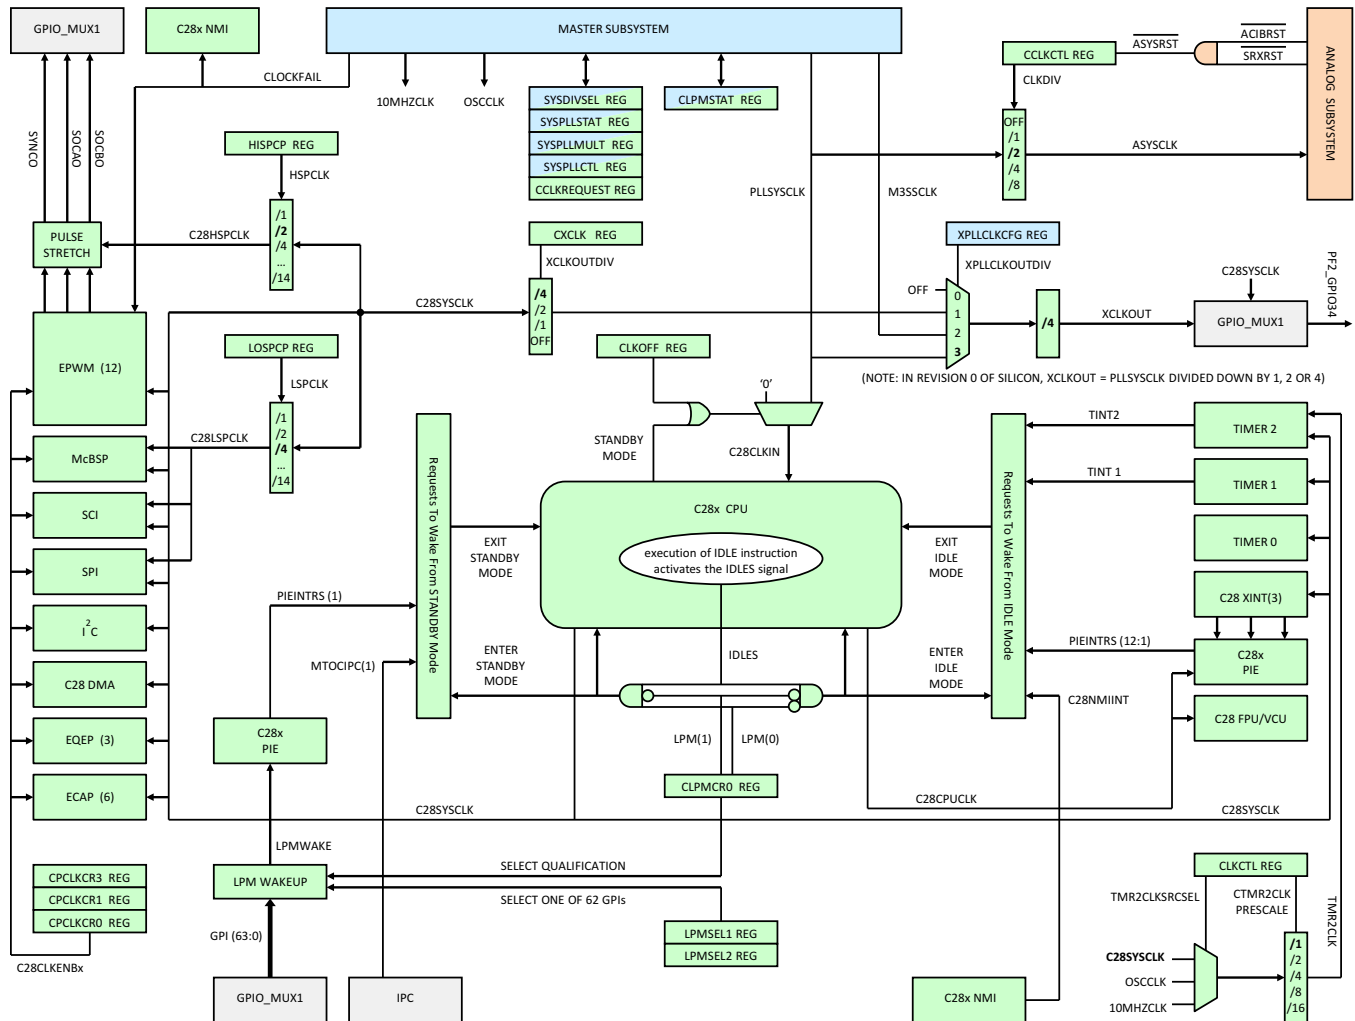 GPIO_MUX1
C28x NMI
MASTER SUBSYSTEM
ACIBRST
SRXRST
ASYSRST
CCLKCTL REG
ANALOG SUBSYSTEM
CLOCKFAIL
10MHZCLK
OSCCLK
SYSDIVSEL REG
SYSPLLSTAT REG
SYSPLLMULT REG
SYSPLLCTL REG
CCLKREQUEST REG
CLPMSTAT REG
CLKDIV
OFF
/1
/2
/4
/8
ASYSCLK
SYNCO
SOCAO
SOCBO
HISPCP REG
HSPCLK
/1
/2
/4
...
/14
C28HSPCLK
PULSE
STRETCH
PLLSYSCLK
M3SSCLK
CXCLK REG
XCLKOUTDIV
/4
/2
/1
OFF
C28SYSCLK
XPLLCLKCFG REG
XPLLCLKOUTDIV
OFF
0
1
2
3
/4
XCLKOUT
C28SYSCLK
GPIO_MUX1
PF2_GPIO34
(NOTE: IN REVISION 0 OF SILICON, XCLKOUT = PLLSYSCLK DIVIDED DOWN BY 1, 2 OR 4)
EPWM (12)
LOSPCP REG
LSPCLK
/1
/2
/4
...
/14
C28LSPCLK
CLKOFF REG
'0'
STANDBY
MODE
C28CLKIN
McBSP
SCI
SPI
I2C
C28 DMA
EQEP (3)
ECAP (6)
Requests To Wake From STANDBY Mode
C28x CPU
execution of IDLE instruction
activates the IDLES signal
EXIT
STANDBY
MODE
EXIT
IDLE
MODE
Requests To Wake From IDLE Mode
TINT2
TIMER 2
TINT 1
TIMER 1
TIMER 0
C28 XINT(3)
PIEINTRS (12:1)
C28x
PIE
C28NMIINT
C28 FPU/VCU
PIEINTRS (1)
MTOCIPC(1)
ENTER
STANDBY
MODE
IDLES
ENTER
IDLE
MODE
LPM(1)
LPM(0)
C28x
PIE
CLPMCR0 REG
C28SYSCLK
C28CPUCLK
C28SYSCLK
LPMWAKE
SELECT QUALIFICATION
LPM WAKEUP
SELECT ONE OF 62 GPIs
CPCLKCR3 REG
CPCLKCR1 REG
CPCLKCR0 REG
C28CLKENBx
GPI (63:0)
LPMSEL1 REG
LPMSEL2 REG
GPIO_MUX1
IPC
C28x NMI
CLKCTL REG
TMR2CLKSRCSEL
CTMR2CLK
PRESCALE
TMR2CLK
C28SYSCLK
OSCCLK
10MHZCLK
/1
/2
/4
/8
/16